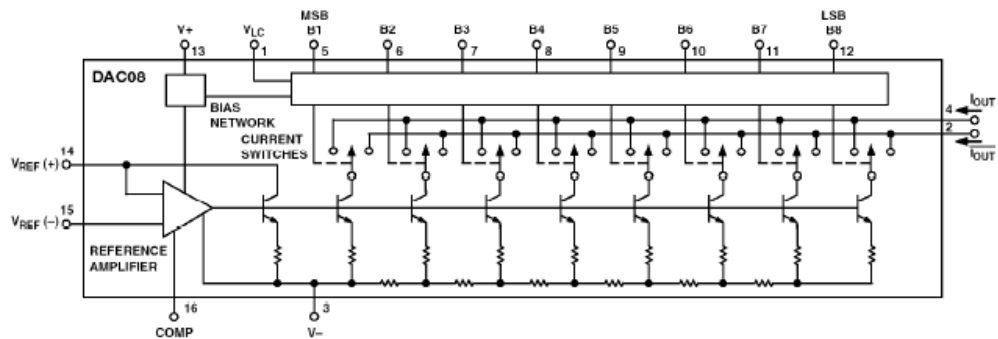 MSB LSB
V+ VLC B1 B2 B3 B4 B5 B6 B7 B8
13 1 5 6 7 8 9 10 11 12
DAC08
4 IOUT
BIAS
NETWORK
2 IOUT
CURRENT
SWITCHES
14
VREF (+)
15
VREF (–)
REFERENCE
AMPLIFIER
16 3
COMP V–